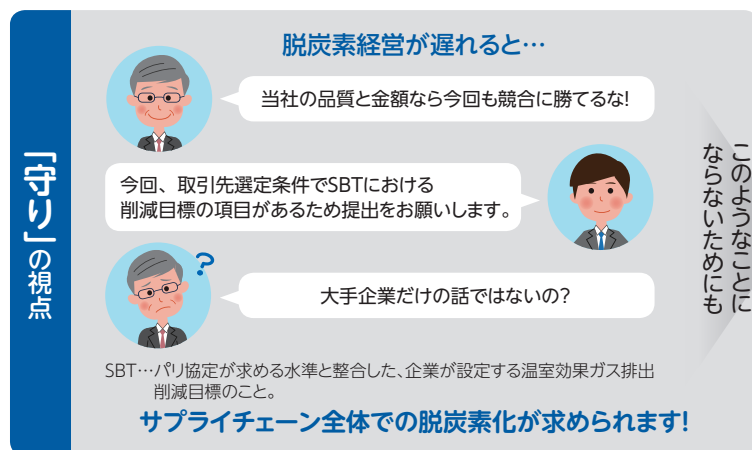 「守り」の視点
脱炭素経営が遅れると…
当社の品質と金額なら今回も競合に勝てるな!
今回、取引先選定条件でSBTにおける
削減目標の項目があるため提出をお願いします。
?
大手企業だけの話ではないの?
SBT…パリ協定が求める水準と整合した、企業が設定する温室効果ガス排出
削減目標のこと。
サプライチェーン全体での脱炭素化が求められます!
このようなことに
ならないためにも